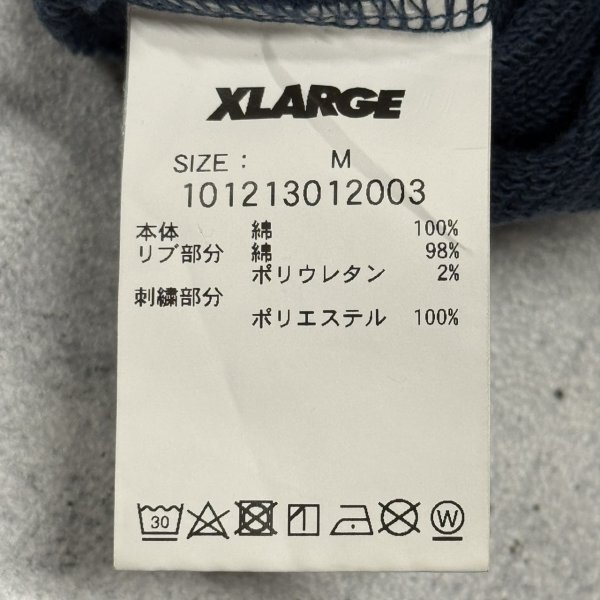 XLARGE
SIZE : M
101213012003
本体 綿 100%
リブ部分 綿 98%
ポリウレタン 2%
刺繍部分
ポリエステル 100%
30 W